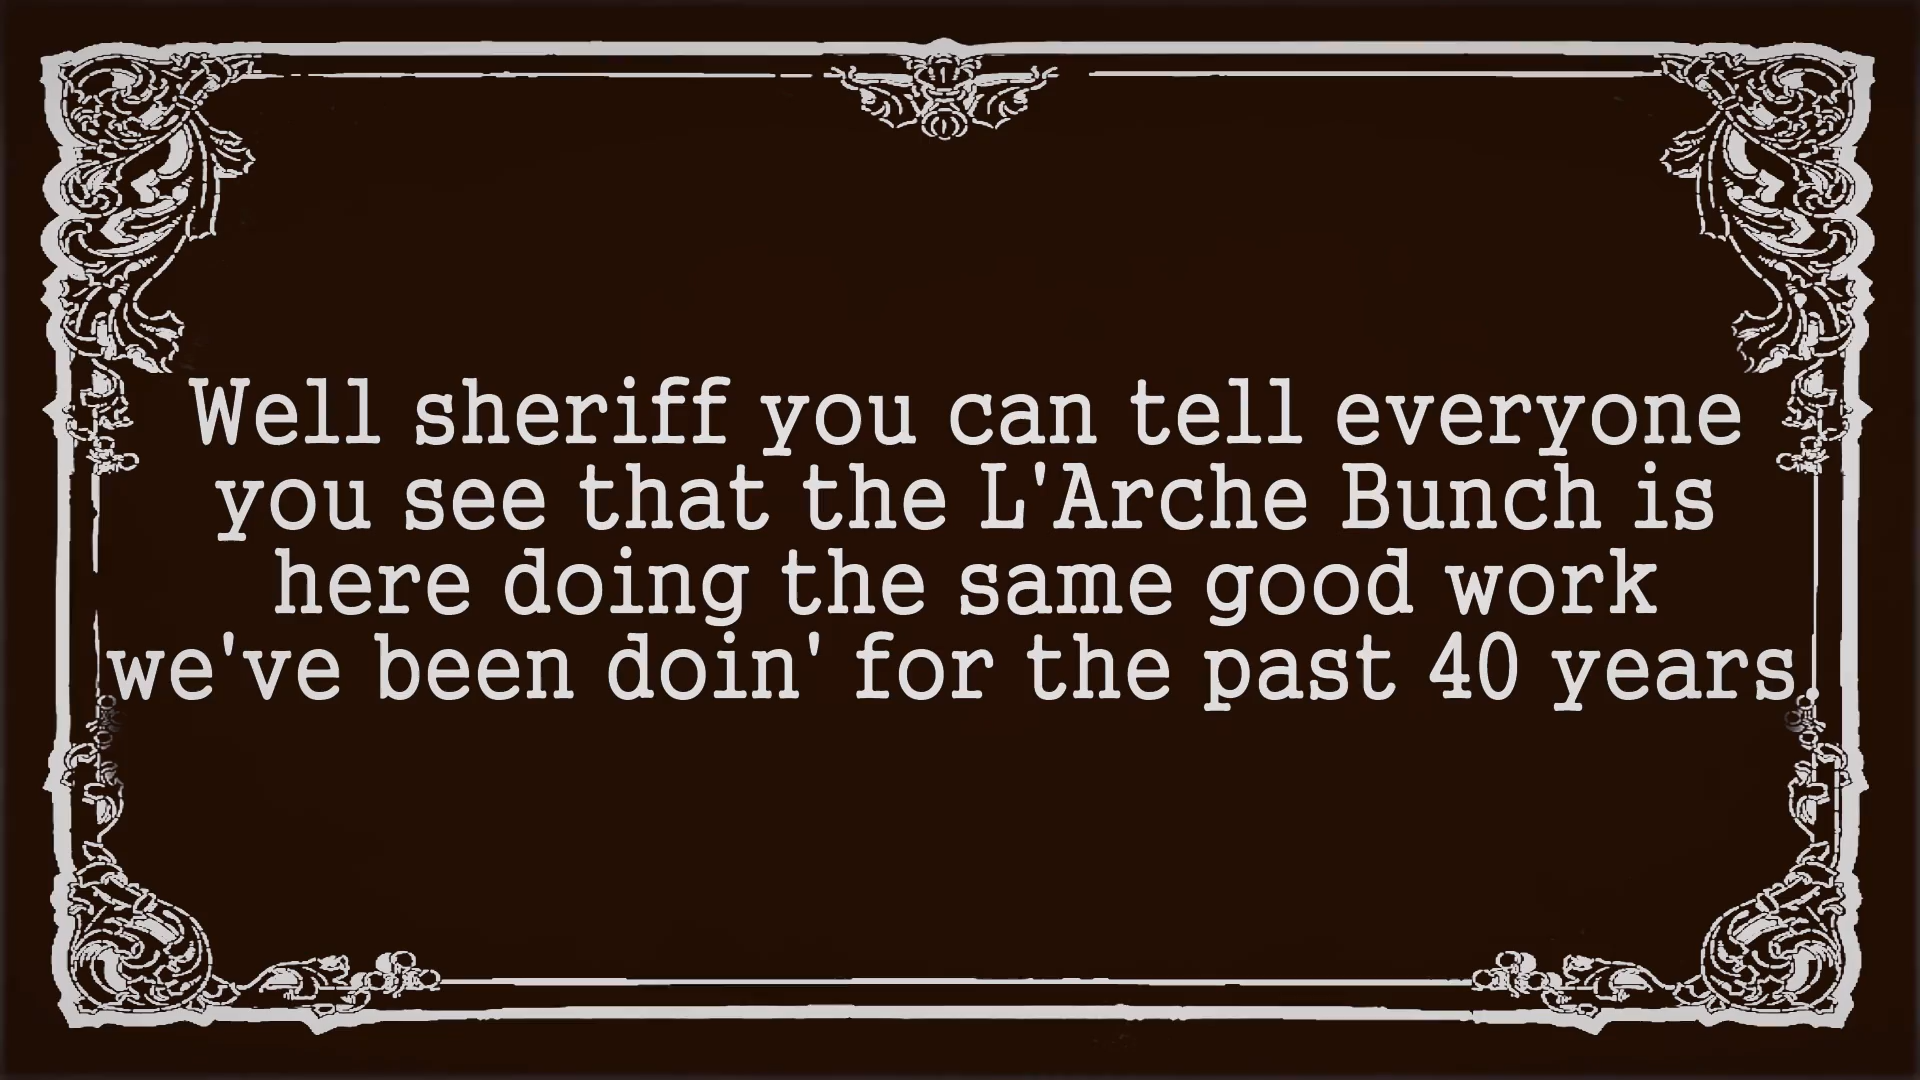 Well sheriff you can tell everyone
you see that the L'Arche Bunch is
here doing the same good work
we've been doin' for the past 40 years.